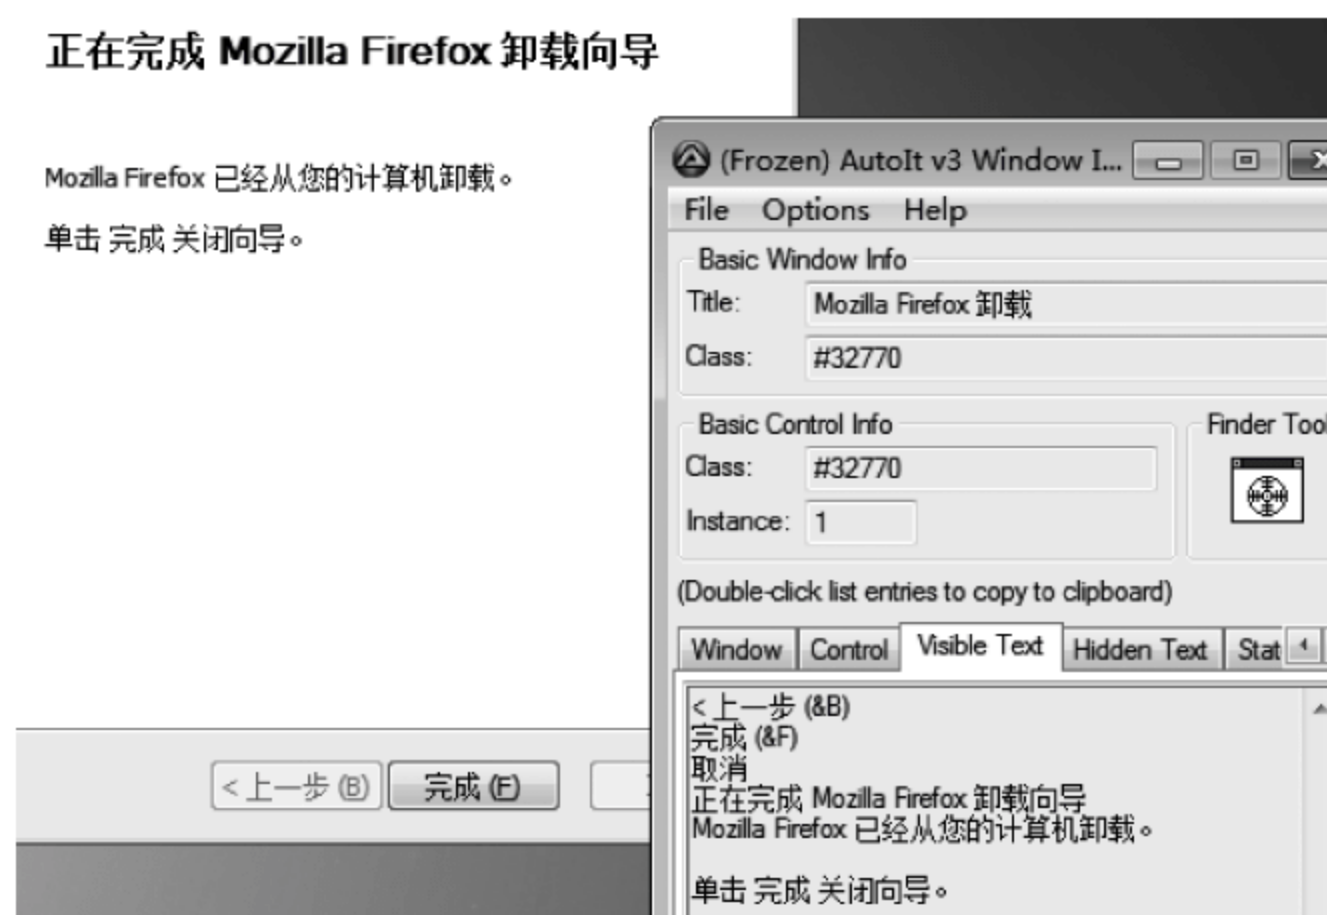 正在完成 Mozilla Firefox 卸载向导
Mozilla Firefox 已经从您的计算机卸载。
单击 完成 关闭向导。
< 上一步 (B)
完成 (F)
(Frozen) AutoIt v3 Window I...
File Options Help
Basic Window Info
Title: Mozilla Firefox 卸载
Class: #32770
Basic Control Info
Finder Tool
Class: #32770
Instance: 1
(Double-click list entries to copy to clipboard)
Window Control Visible Text Hidden Text Stat
< 上一步 (&B)
完成 (&F)
取消
正在完成 Mozilla Firefox 卸载向导
Mozilla Firefox 已经从您的计算机卸载。
单击 完成 关闭向导。